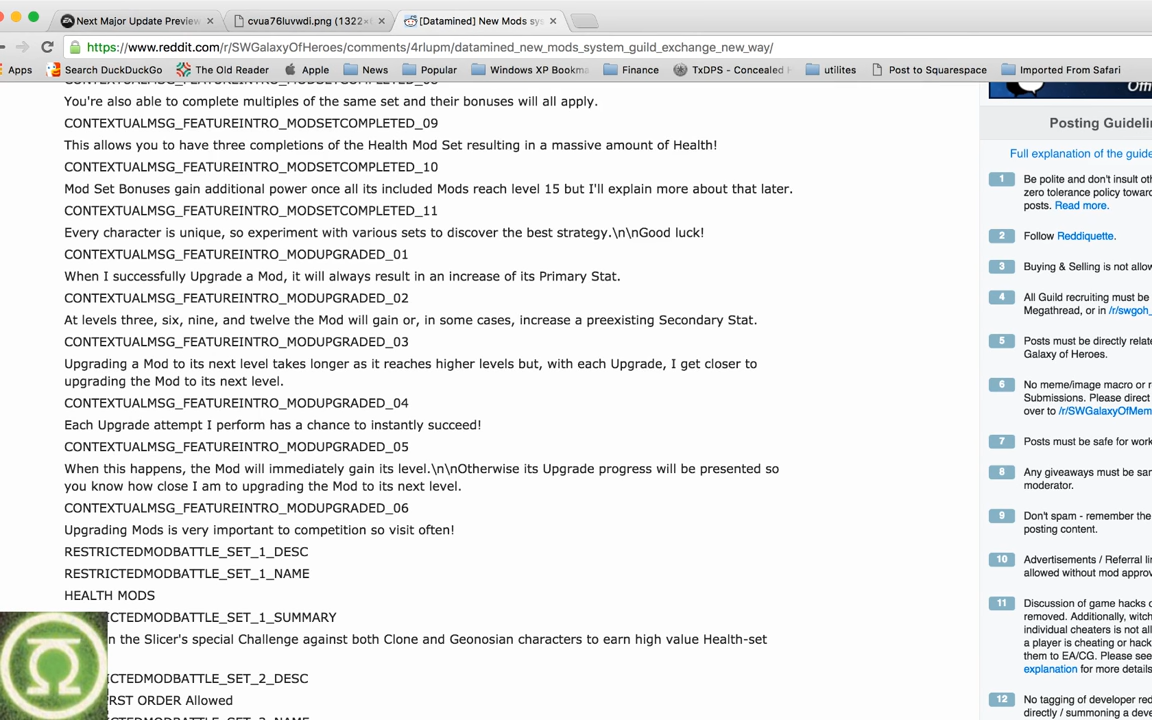 Next Major Update Preview
cvua76luvwdi.png (1322×
[Datamined] New Mods sys
https://www.reddit.com/r/SWGalaxyOfHeroes/comments/4rlupm/datamined_new_mods_system_guild_exchange_new_way/
Apps
Search DuckDuckGo
The Old Reader
Apple
News
Popular
Windows XP Bookma
Finance
TxDPS - Concealed H
utilites
Post to Squarespace
Imported From Safari
You're also able to complete multiples of the same set and their bonuses will all apply.
CONTEXTUALMSG_FEATUREINTRO_MODSETCOMPLETED_09
This allows you to have three completions of the Health Mod Set resulting in a massive amount of Health!
CONTEXTUALMSG_FEATUREINTRO_MODSETCOMPLETED_10
Mod Set Bonuses gain additional power once all its included Mods reach level 15 but I'll explain more about that later.
CONTEXTUALMSG_FEATUREINTRO_MODSETCOMPLETED_11
Every character is unique, so experiment with various sets to discover the best strategy.\n\nGood luck!
CONTEXTUALMSG_FEATUREINTRO_MODUPGRADED_01
When I successfully Upgrade a Mod, it will always result in an increase of its Primary Stat.
CONTEXTUALMSG_FEATUREINTRO_MODUPGRADED_02
At levels three, six, nine, and twelve the Mod will gain or, in some cases, increase a preexisting Secondary Stat.
CONTEXTUALMSG_FEATUREINTRO_MODUPGRADED_03
Upgrading a Mod to its next level takes longer as it reaches higher levels but, with each Upgrade, I get closer to
upgrading the Mod to its next level.
CONTEXTUALMSG_FEATUREINTRO_MODUPGRADED_04
Each Upgrade attempt I perform has a chance to instantly succeed!
CONTEXTUALMSG_FEATUREINTRO_MODUPGRADED_05
When this happens, the Mod will immediately gain its level.\n\nOtherwise its Upgrade progress will be presented so
you know how close I am to upgrading the Mod to its next level.
CONTEXTUALMSG_FEATUREINTRO_MODUPGRADED_06
Upgrading Mods is very important to competition so visit often!
RESTRICTEDMODBATTLE_SET_1_DESC
RESTRICTEDMODBATTLE_SET_1_NAME
HEALTH MODS
CTEDMODBATTLE_SET_1_SUMMARY
n the Slicer's special Challenge against both Clone and Geonosian characters to earn high value Health-set
CTEDMODBATTLE_SET_2_DESC
RST ORDER Allowed
Offi
Posting Guidelin
Full explanation of the guide
1
Be polite and don't insult oth
zero tolerance policy toward
posts. Read more.
2
Follow Reddiquette.
3
Buying & Selling is not allow
4
All Guild recruiting must be
Megathread, or in /r/swgoh_
5
Posts must be directly relate
Galaxy of Heroes.
6
No meme/image macro or r
Submissions. Please direct
over to /r/SWGalaxyOfMem
7
Posts must be safe for work
8
Any giveaways must be san
moderator.
9
Don't spam - remember the
posting content.
10
Advertisements / Referral lin
allowed without mod approv
11
Discussion of game hacks o
removed. Additionally, witch
individual cheaters is not all
a player is cheating or hack
them to EA/CG. Please see
explanation for more details
12
No tagging of developer red
directly / summoning a deve